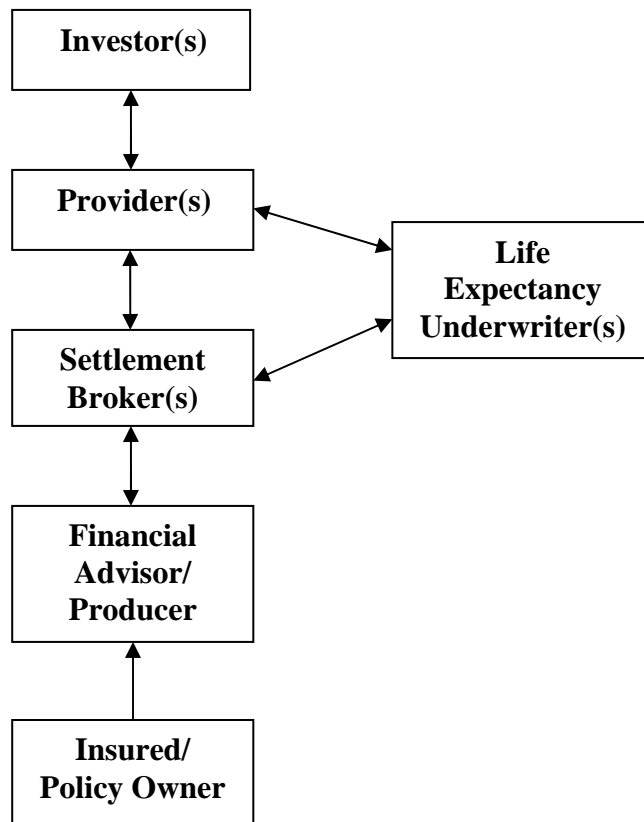 Investor(s)
Provider(s)
Life
Expectancy
Underwriter(s)
Settlement
Broker(s)
Financial
Advisor/
Producer
Insured/
Policy Owner